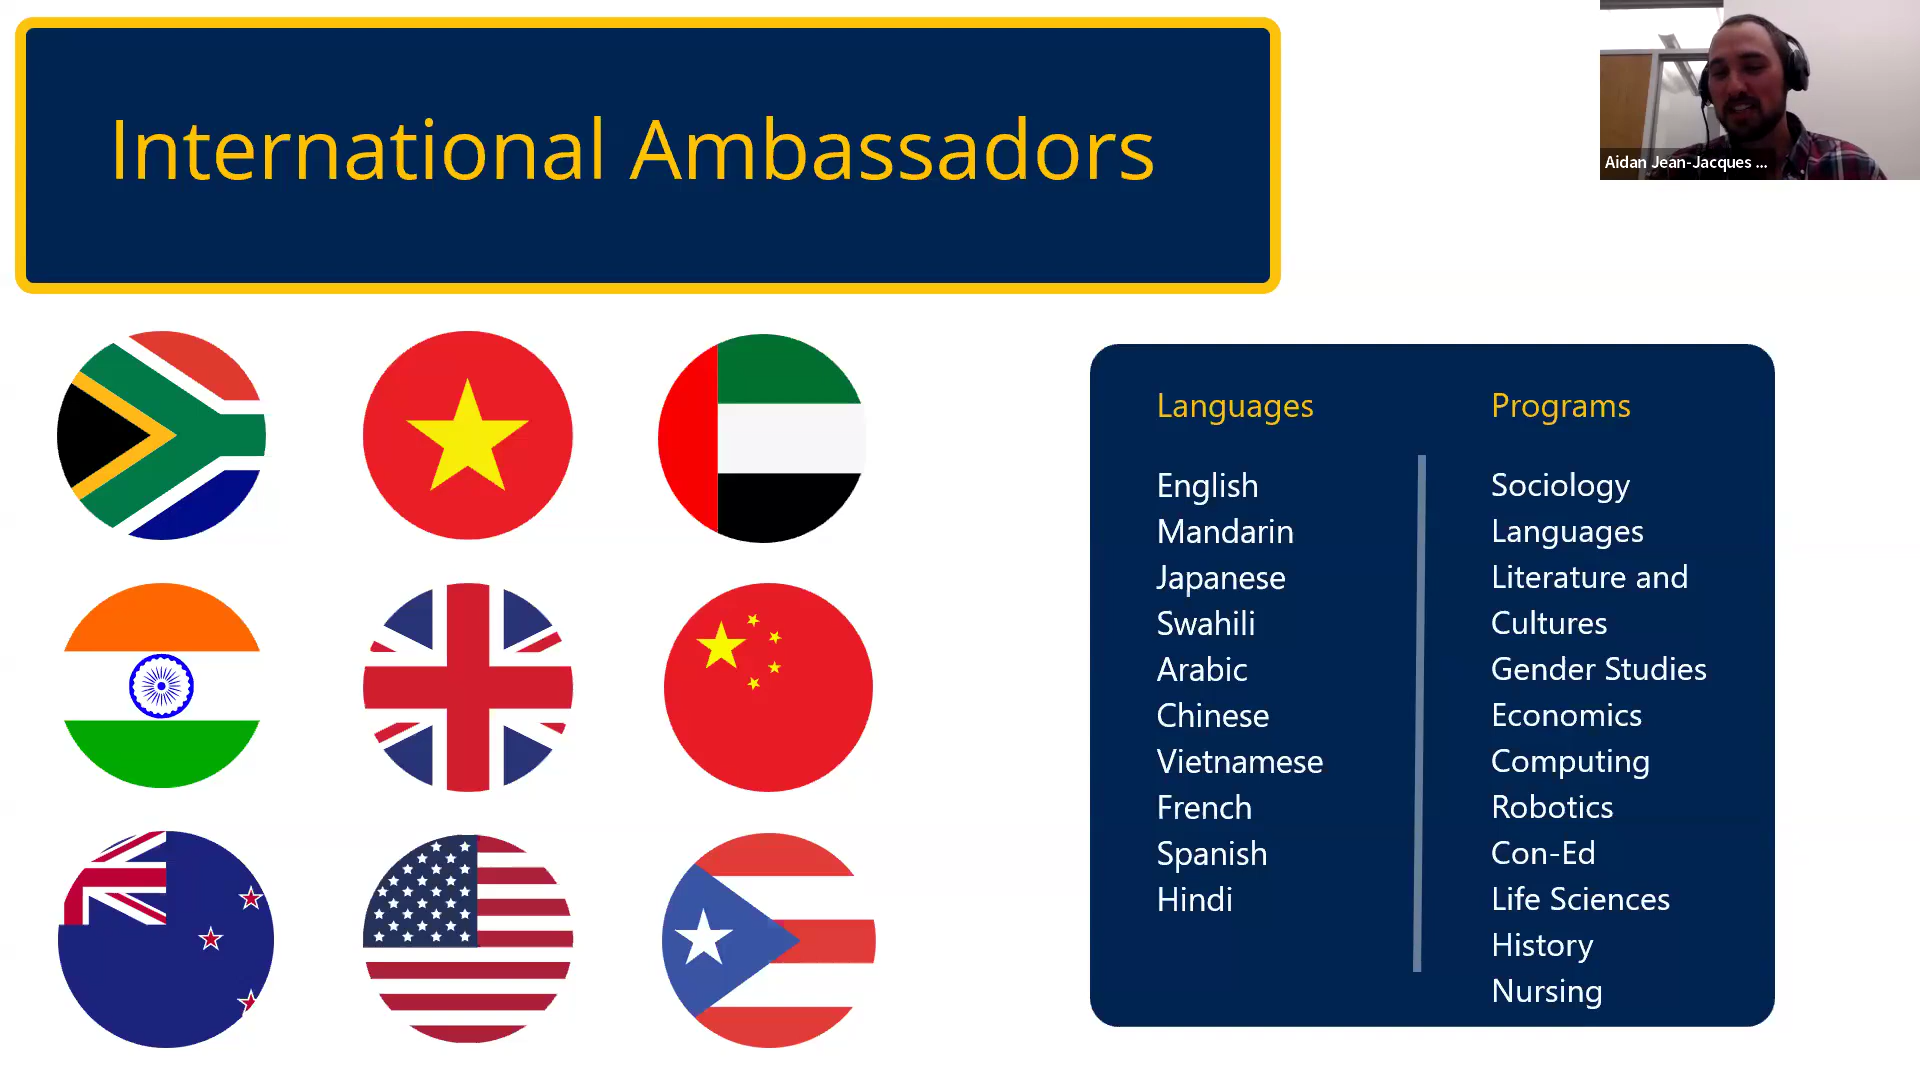 International Ambassadors
Aidan Jean-Jacques ...
Languages
English
Mandarin
Japanese
Swahili
Arabic
Chinese
Vietnamese
French
Spanish
Hindi
Programs
Sociology
Languages
Literature and
Cultures
Gender Studies
Economics
Computing
Robotics
Con-Ed
Life Sciences
History
Nursing